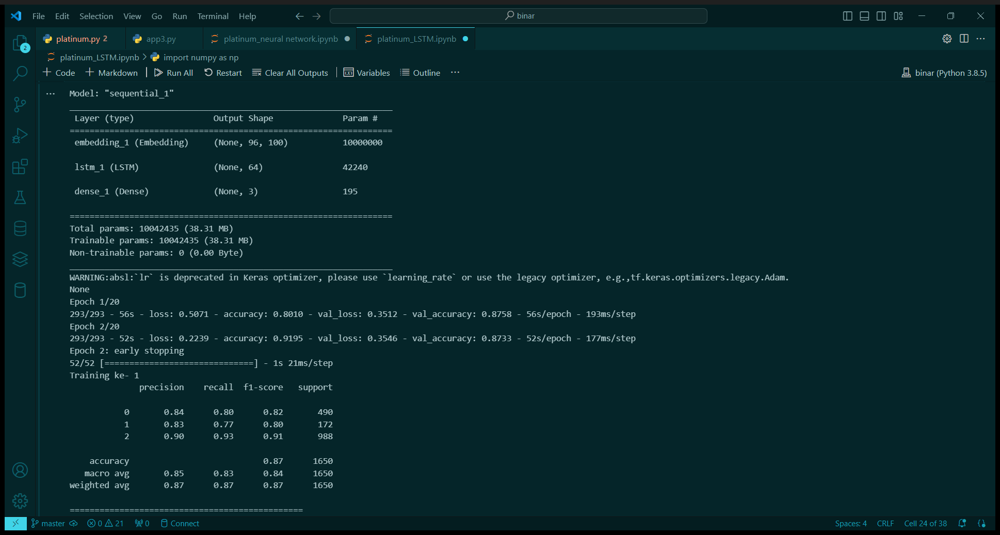 File Edit Selection View Go Run Terminal Help binar
platinum.py 2 app3.py platinum_neural network.ipynb platinum_LSTM.ipynb
2
platinum_LSTM.ipynb > import numpy as np
+ Code + Markdown | Run All Restart Clear All Outputs | Variables Outline ... binar (Python 3.8.5)
... Model: "sequential_1"
_________________________________________________________________
Layer (type) Output Shape Param #
=================================================================
embedding_1 (Embedding) (None, 96, 100) 10000000
lstm_1 (LSTM) (None, 64) 42240
dense_1 (Dense) (None, 3) 195
=================================================================
Total params: 10042435 (38.31 MB)
Trainable params: 10042435 (38.31 MB)
Non-trainable params: 0 (0.00 Byte)
_________________________________________________________________
WARNING:absl:`lr` is deprecated in Keras optimizer, please use `learning_rate` or use the legacy optimizer, e.g.,tf.keras.optimizers.legacy.Adam.
None
Epoch 1/20
293/293 - 56s - loss: 0.5071 - accuracy: 0.8010 - val_loss: 0.3512 - val_accuracy: 0.8758 - 56s/epoch - 193ms/step
Epoch 2/20
293/293 - 52s - loss: 0.2239 - accuracy: 0.9195 - val_loss: 0.3546 - val_accuracy: 0.8733 - 52s/epoch - 177ms/step
Epoch 2: early stopping
52/52 [==============================] - 1s 21ms/step
Training ke- 1
precision recall f1-score support
0 0.84 0.80 0.82 490
1 0.83 0.77 0.80 172
2 0.90 0.93 0.91 988
accuracy 0.87 1650
macro avg 0.85 0.83 0.84 1650
weighted avg 0.87 0.87 0.87 1650
===============================================
master 0 21 0 Connect Spaces: 4 CRLF Cell 24 of 38